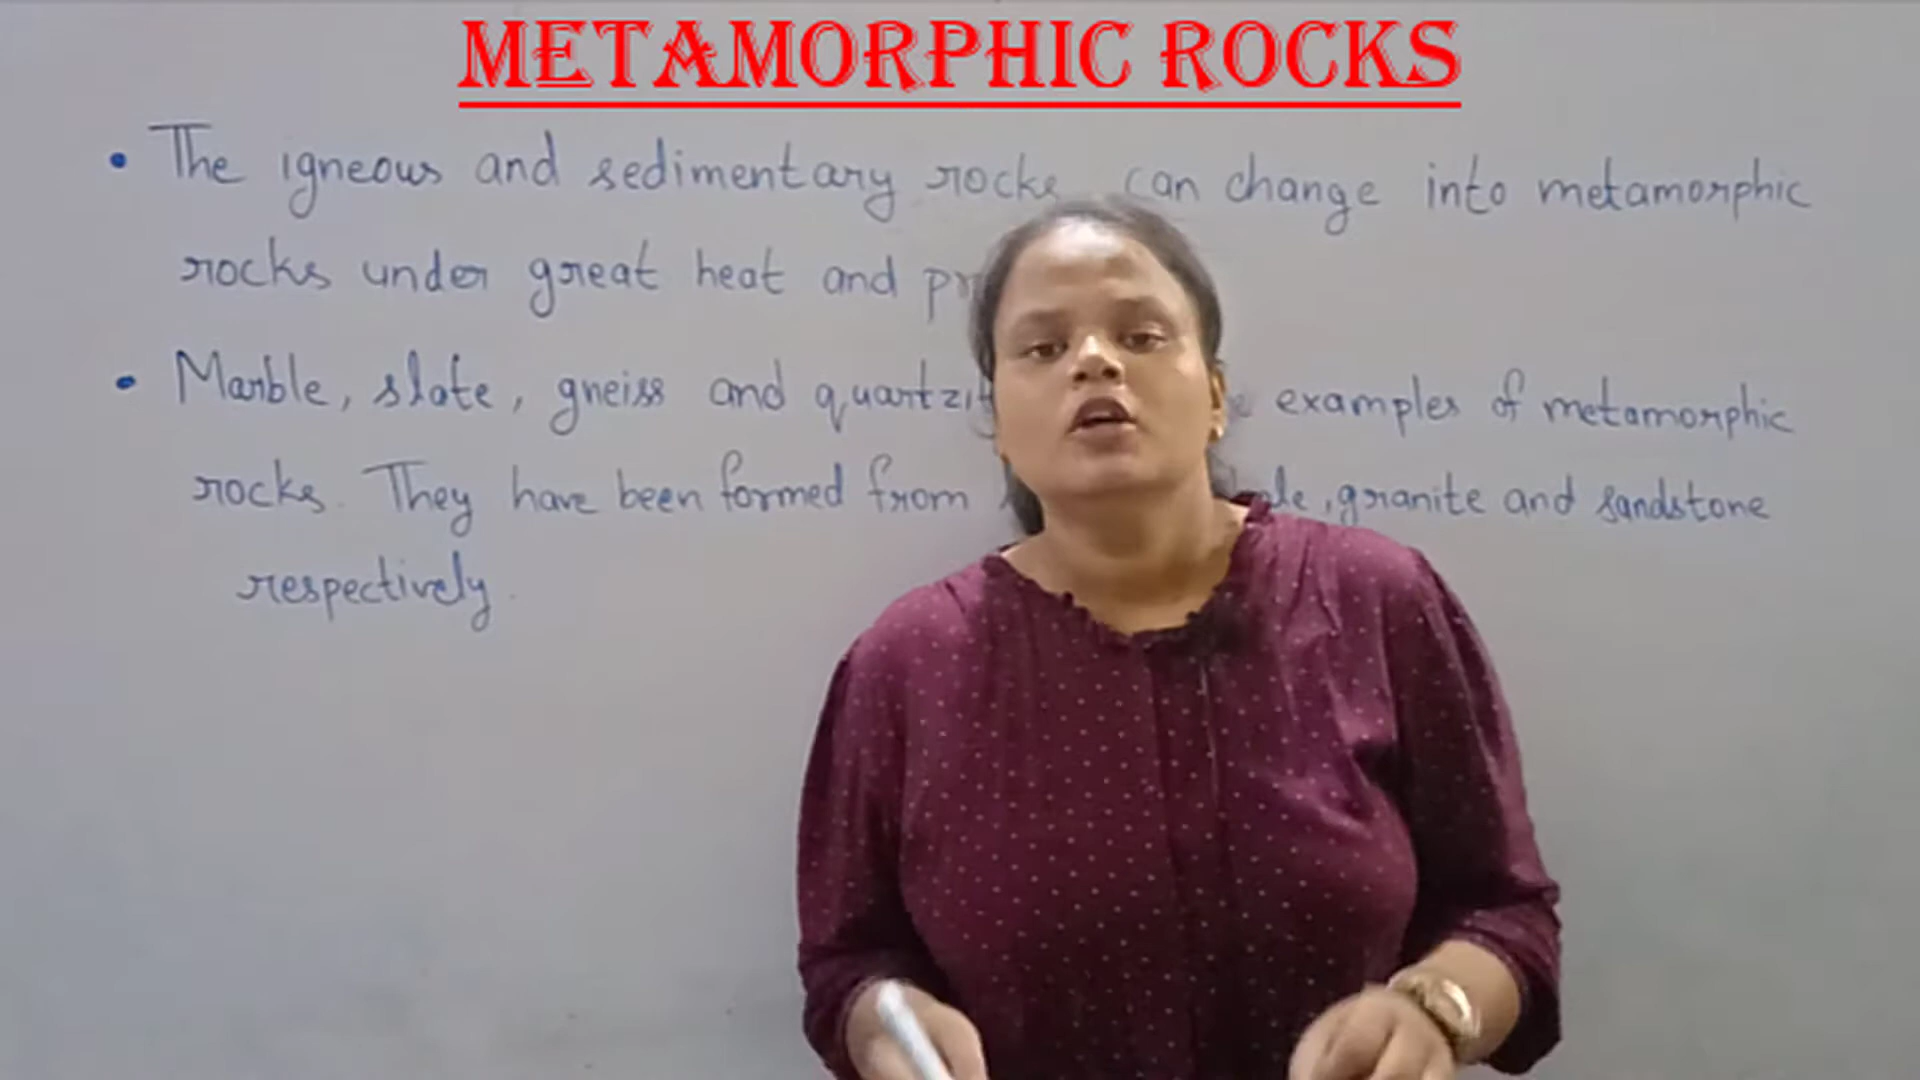 METAMORPHIC ROCKS
• The igneous and sedimentary rocks can change into metamorphic
rocks under great heat and
• Marble, slate, gneiss and examples of metamorphic
rocks. They have been formed from granite and sandstone
respectively.